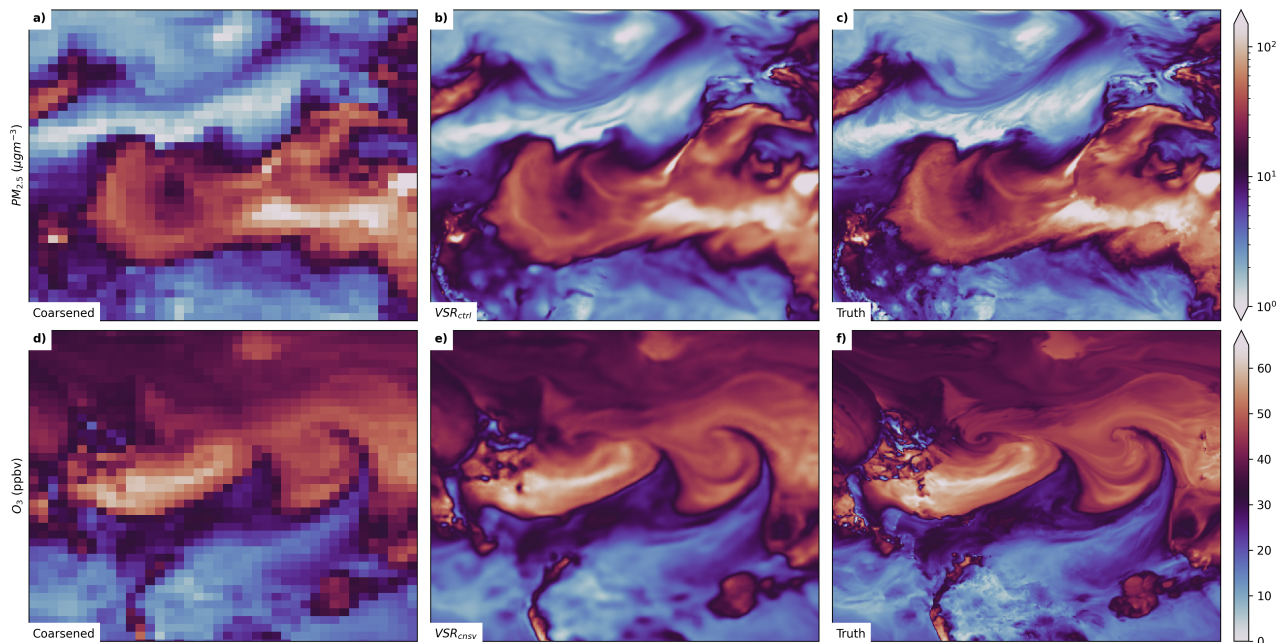 a)
b)
c)
PM2.5 (μgm−3)
Coarsened
VSRctrl
Truth
10²
10¹
10⁰
d)
e)
f)
O3 (ppbv)
Coarsened
VSRcnsv
Truth
60
50
40
30
20
10
0